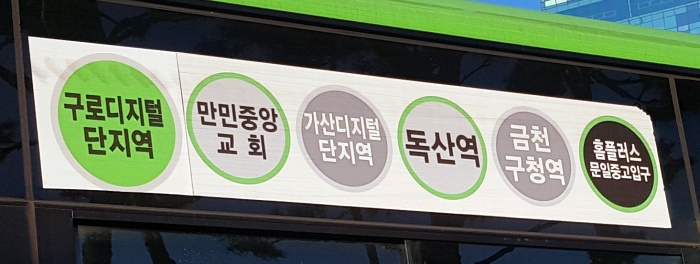 구로디지털
단지역
만민중앙
교회
가산디지털
단지역
독산역
금천
구청역
홈플러스
문일중고입구